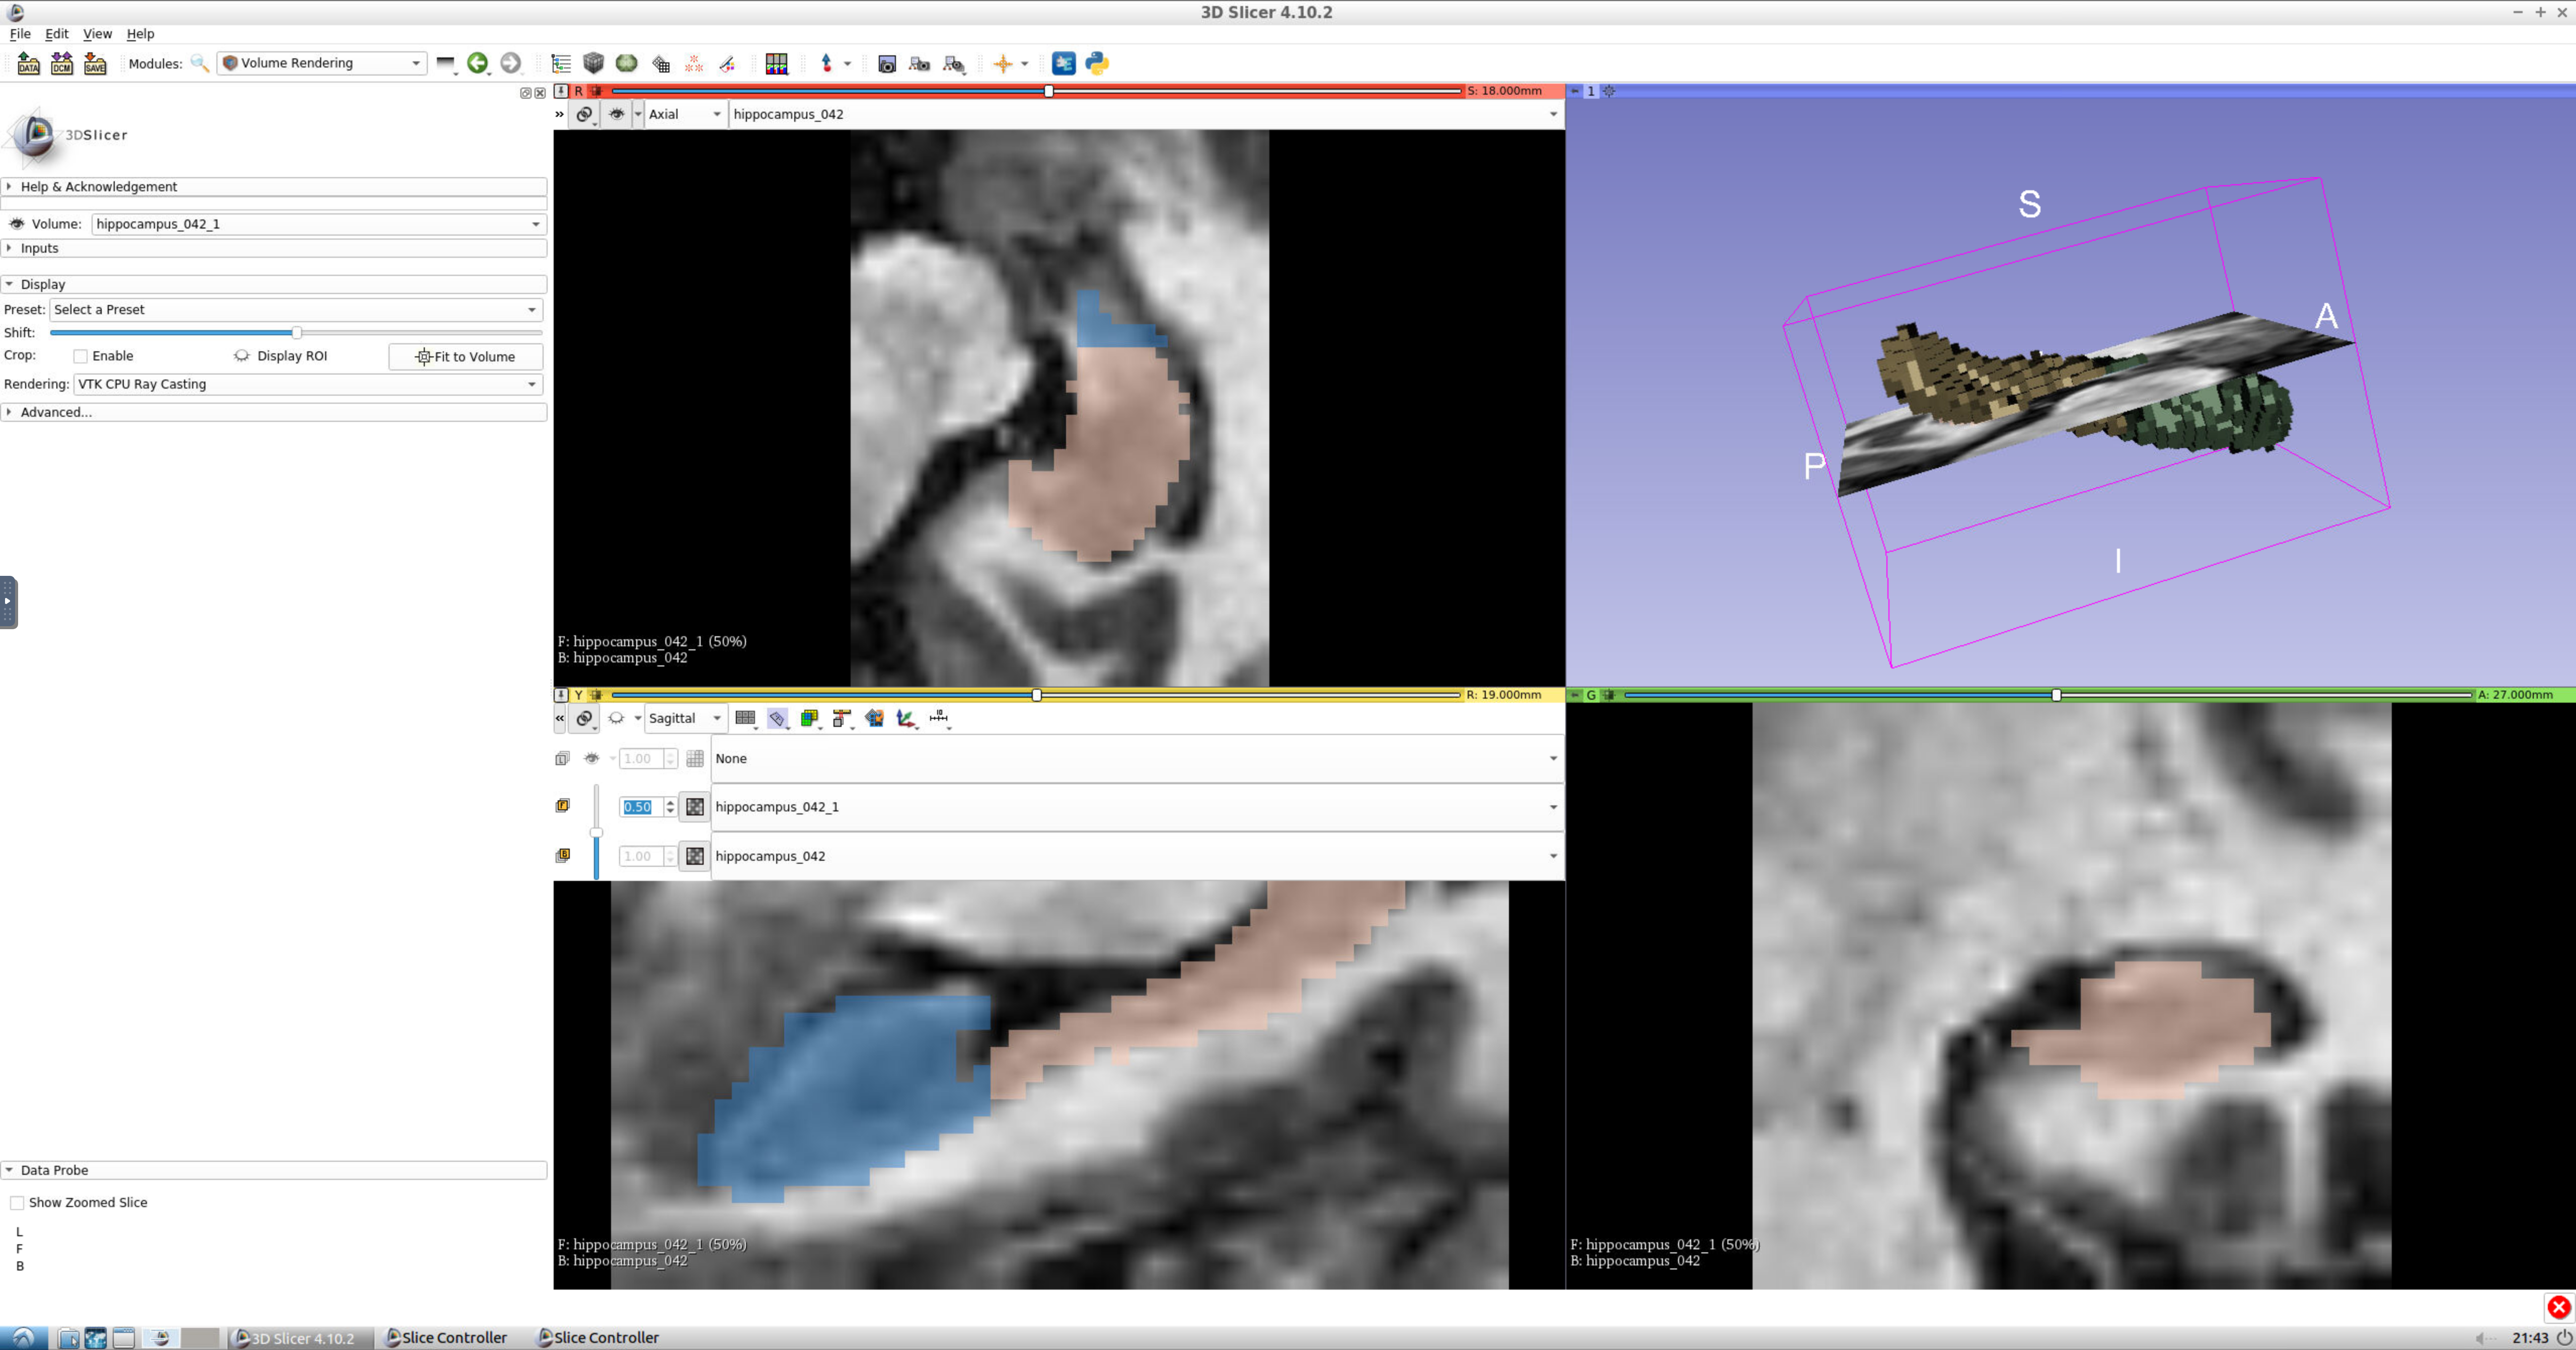 3D Slicer 4.10.2
File Edit View Help
DATA DCM SAVE Modules: Volume Rendering
3DSlicer
Help & Acknowledgement
Volume: hippocampus_042_1
Inputs
Display
Preset: Select a Preset
Shift:
Crop: Enable Display ROI Fit to Volume
Rendering: VTK CPU Ray Casting
Advanced...
Data Probe
Show Zoomed Slice
L
F
B
R S: 18.000mm
Axial hippocampus_042
F: hippocampus_042_1 (50%)
B: hippocampus_042
1
S
A
P
I
Y R: 19.000mm
Sagittal
1.00 None
0.50 hippocampus_042_1
1.00 hippocampus_042
F: hippocampus_042_1 (50%)
B: hippocampus_042
G A: 27.000mm
F: hippocampus_042_1 (50%)
B: hippocampus_042
3D Slicer 4.10.2 Slice Controller Slice Controller 21:43